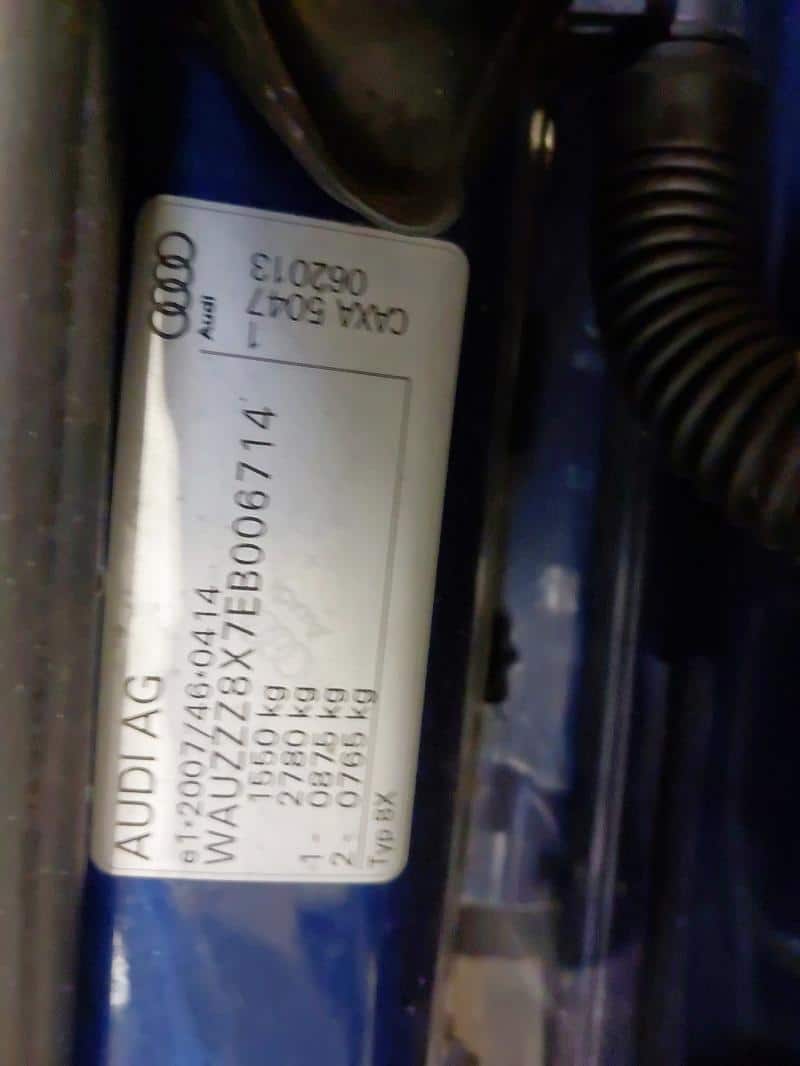 AUDI AG
e1*2007/46*0414
WAUZZZ8X7EB006714
1550 kg
2780 kg
1- 0875 kg
2- 0765 kg
Typ 8X
Audi
1
CAXA 5047
062013